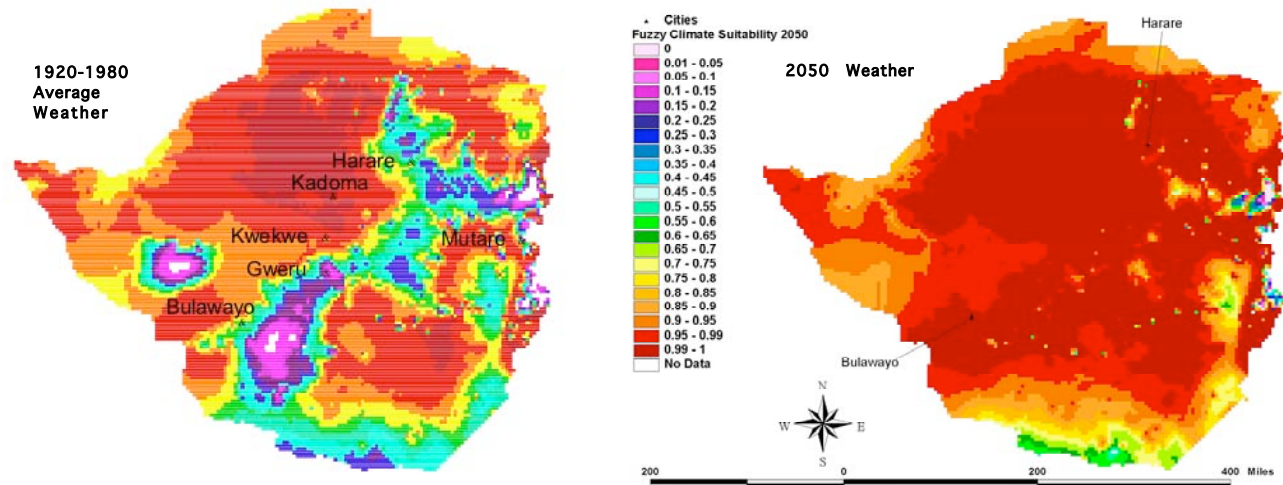 1920-1980
Average
Weather
Harare
Kadoma
Kwekwe
Mutare
Gweru
Bulawayo
Cities
Fuzzy Climate Suitability 2050
0
0.01 - 0.05
0.05 - 0.1
0.1 - 0.15
0.15 - 0.2
0.2 - 0.25
0.25 - 0.3
0.3 - 0.35
0.35 - 0.4
0.4 - 0.45
0.45 - 0.5
0.5 - 0.55
0.55 - 0.6
0.6 - 0.65
0.65 - 0.7
0.7 - 0.75
0.75 - 0.8
0.8 - 0.85
0.85 - 0.9
0.9 - 0.95
0.95 - 0.99
0.99 - 1
No Data
2050 Weather
Harare
Bulawayo
N
W E
S
200 0 200 400 Miles